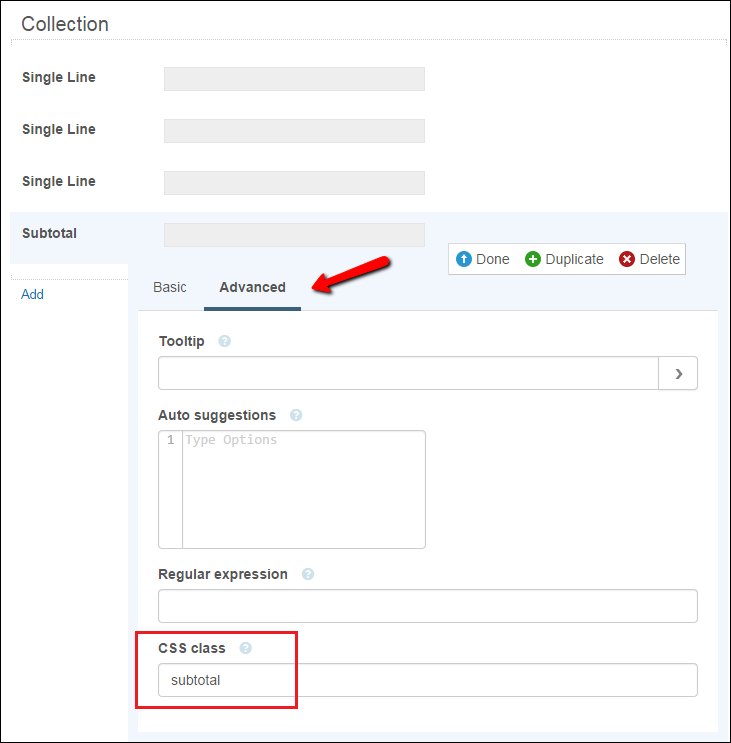 Collection
Single Line
Single Line
Single Line
Subtotal
Done Duplicate Delete
Add
Basic Advanced
Tooltip ?
Auto suggestions ?
1 Type Options
Regular expression ?
CSS class ?
subtotal